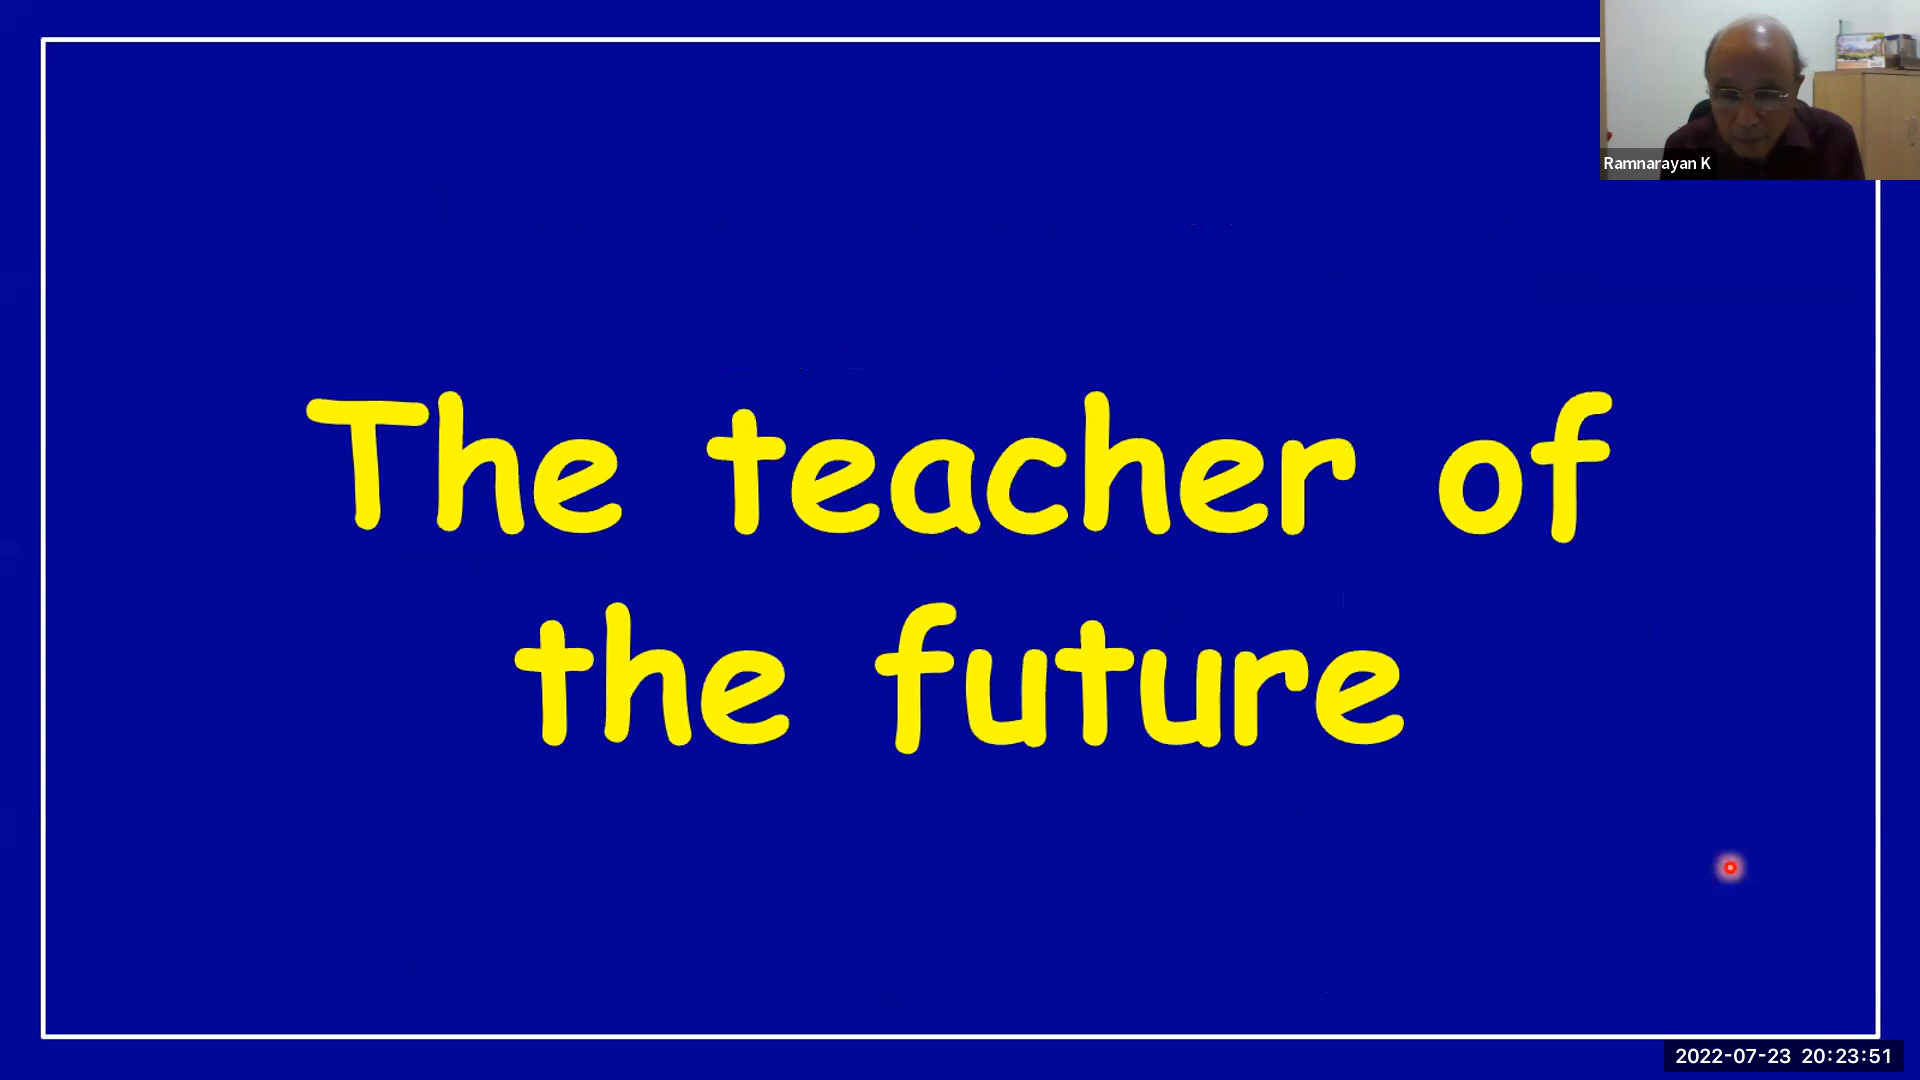 Ramnarayan K
The teacher of
the future
2022-07-23 20:23:51